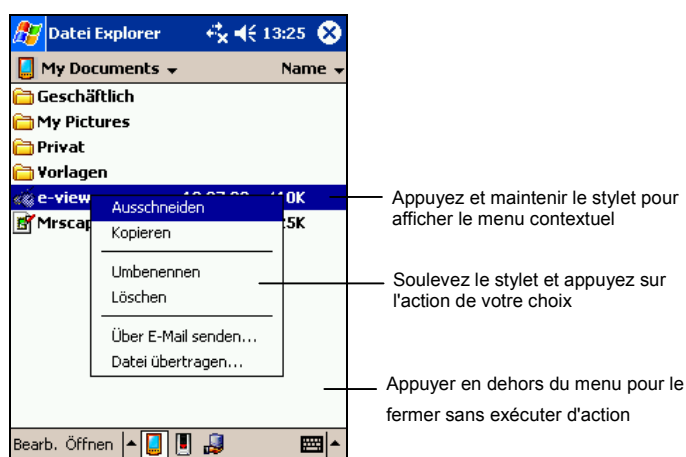 Datei Explorer 13:25
My Documents Name
Geschäftlich
My Pictures
Privat
Vorlagen
e-view
Mrscap 5K
Ausschneiden
Kopieren
Umbenennen
Löschen
Über E-Mail senden...
Datei übertragen...
Bearb. Öffnen
Appuyez et maintenir le stylet pour
afficher le menu contextuel
Soulevez le stylet et appuyez sur
l'action de votre choix
Appuyer en dehors du menu pour le
fermer sans exécuter d'action